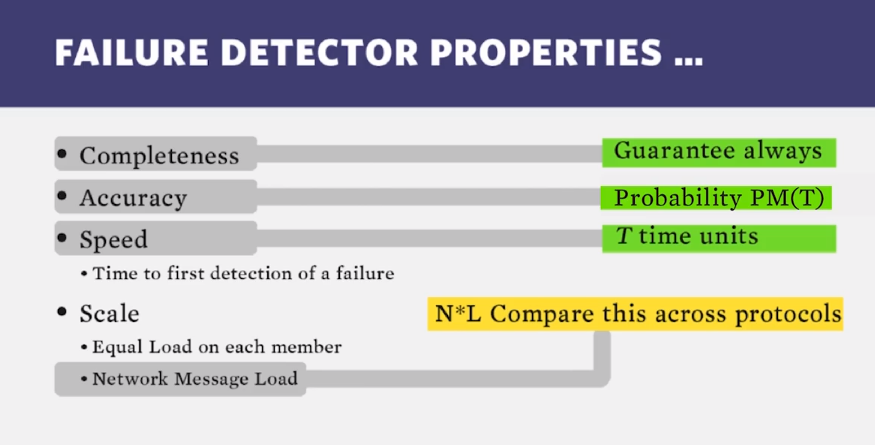 FAILURE DETECTOR PROPERTIES ...
• Completeness Guarantee always
• Accuracy Probability PM(T)
• Speed T time units
• Time to first detection of a failure
• Scale N*L Compare this across protocols
• Equal Load on each member
• Network Message Load